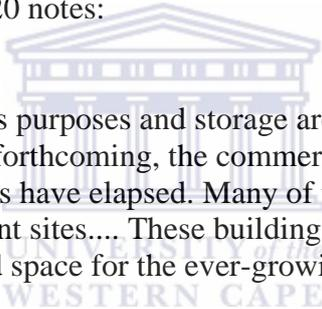 20 notes:
s purposes and storage ar
forthcoming, the commer
s have elapsed. Many of
nt sites.... These building
UNIVERSITY of the
l space for the ever-growi
WESTERN CAPE